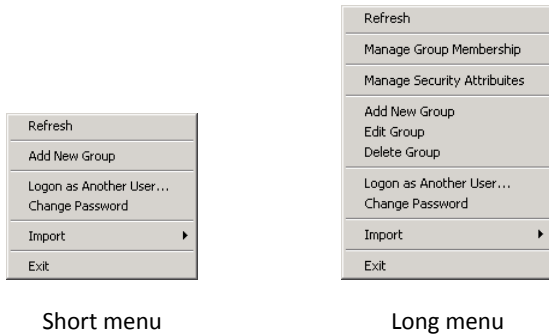 Refresh
Add New Group
Logon as Another User...
Change Password
Import
Exit
Short menu
Refresh
Manage Group Membership
Manage Security Attribuites
Add New Group
Edit Group
Delete Group
Logon as Another User...
Change Password
Import
Exit
Long menu